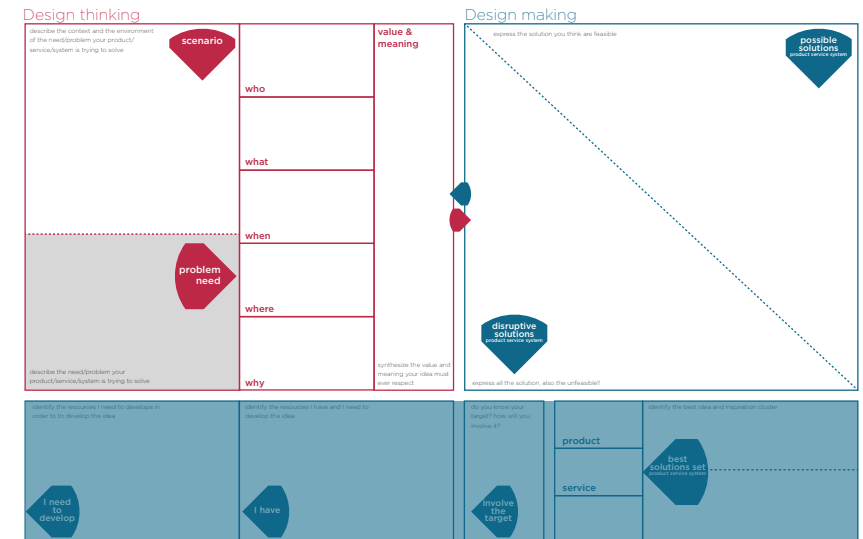 Design thinking
describe the context and the environment
of the need/problem your product/
service/system is trying to solve
scenario
problem
need
describe the need/problem your
product/service/system is trying to solve
who
what
when
where
why
value &
meaning
synthesize the value and
meaning your idea must
ever respect
Design making
express the solution you think are feasible
possible
solutions
product service system
disruptive
solutions
product service system
express all the solution, also the unfeasible!!
identify the resources I need to develope in
order to to develop the idea
I need
to
develop
identify the resources I have and I need to
develop the idea
I have
do you know your
target? how will you
involve it?
involve
the
target
product
service
identify the best idea and inspiration cluster
best
solutions set
product service system